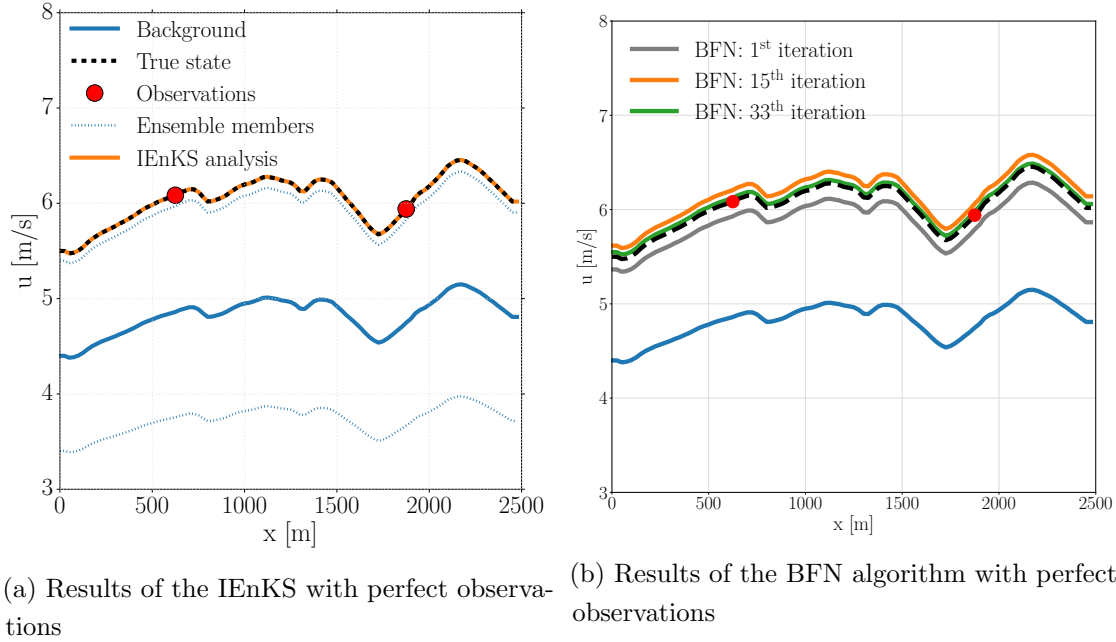 8
7
6
5
4
3
u [m/s]
Background
True state
Observations
Ensemble members
IEnKS analysis
0 500 1000 1500 2000 2500
x [m]
(a) Results of the IEnKS with perfect observa-
tions
8
7
6
5
4
3
u [m/s]
BFN: 1st iteration
BFN: 15th iteration
BFN: 33th iteration
0 500 1000 1500 2000 2500
x [m]
(b) Results of the BFN algorithm with perfect
observations